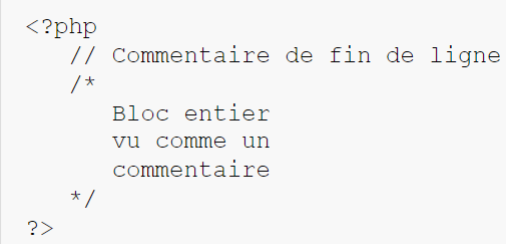 <?php
// Commentaire de fin de ligne
/*
Bloc entier
vu comme un
commentaire
*/
?>